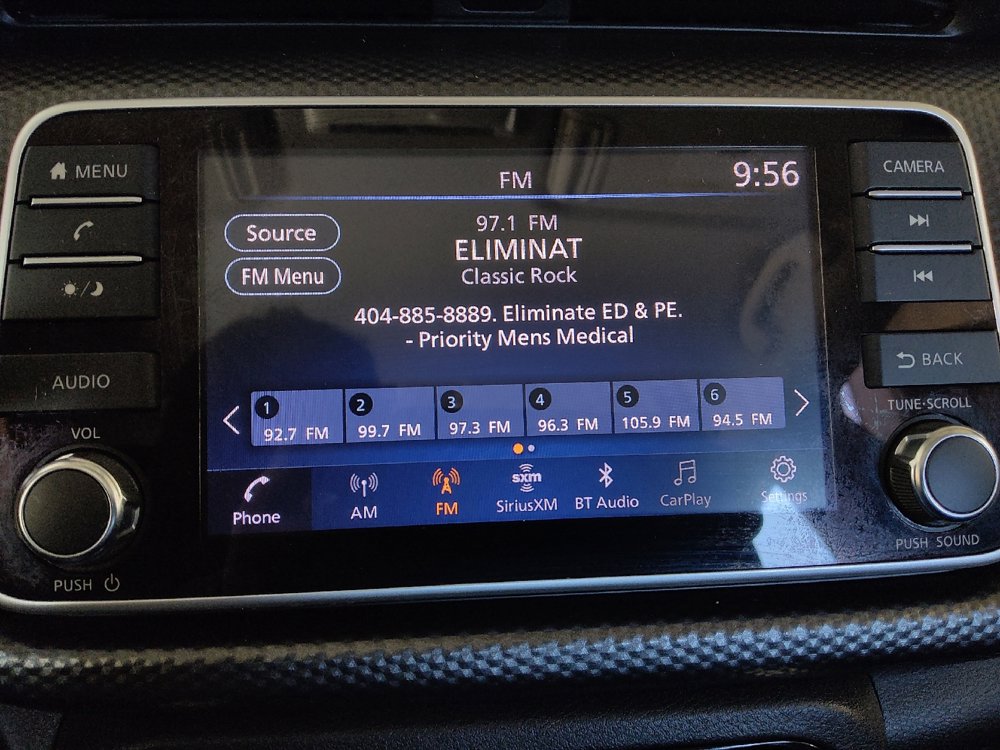 MENU
AUDIO
VOL
PUSH
FM
9:56
Source
FM Menu
97.1 FM
ELIMINAT
Classic Rock
404-885-8889. Eliminate ED & PE.
- Priority Mens Medical
1 92.7 FM
2 99.7 FM
3 97.3 FM
4 96.3 FM
5 105.9 FM
6 94.5 FM
Phone
AM
FM
sxm
SiriusXM
BT Audio
CarPlay
Settings
CAMERA
BACK
TUNE·SCROLL
PUSH SOUND